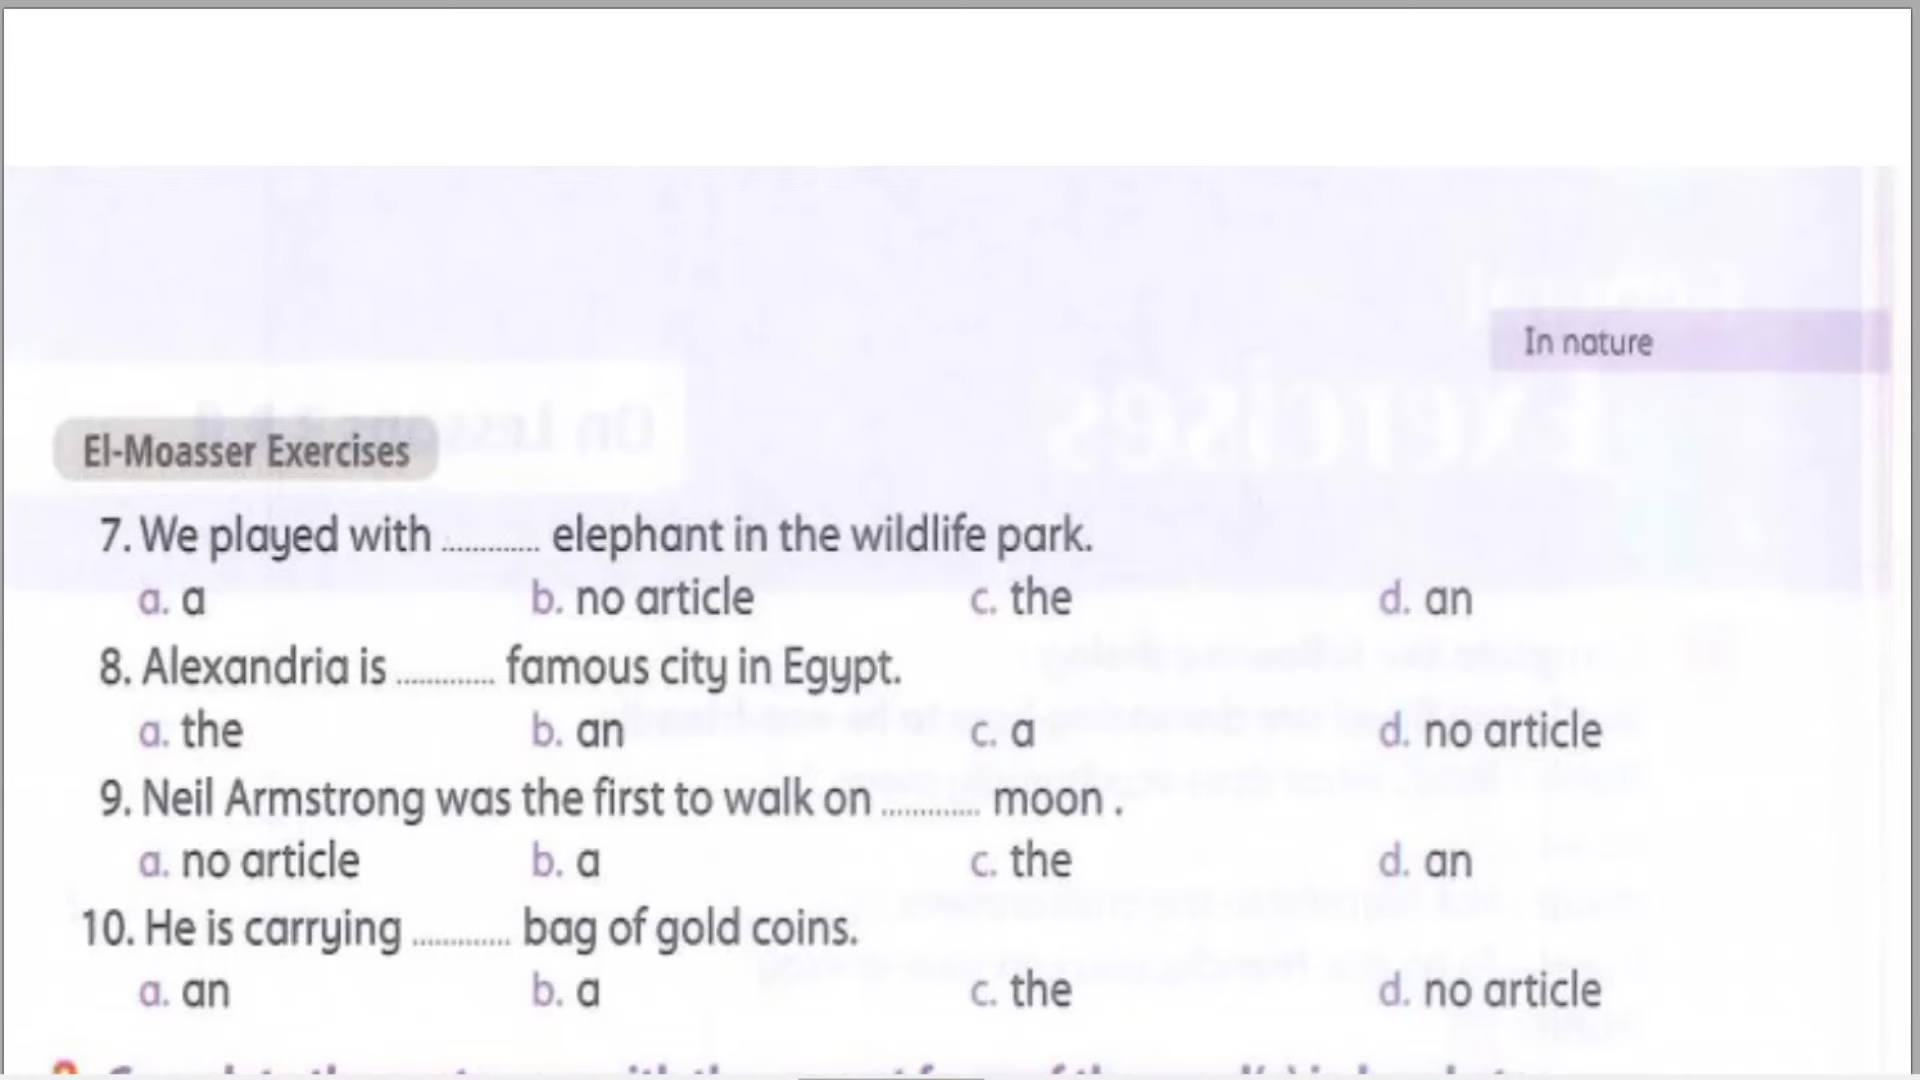 In nature
El-Moasser Exercises
7. We played with ............ elephant in the wildlife park.
a. a b. no article c. the d. an
8. Alexandria is ............ famous city in Egypt.
a. the b. an c. a d. no article
9. Neil Armstrong was the first to walk on ............ moon .
a. no article b. a c. the d. an
10. He is carrying ............ bag of gold coins.
a. an b. a c. the d. no article